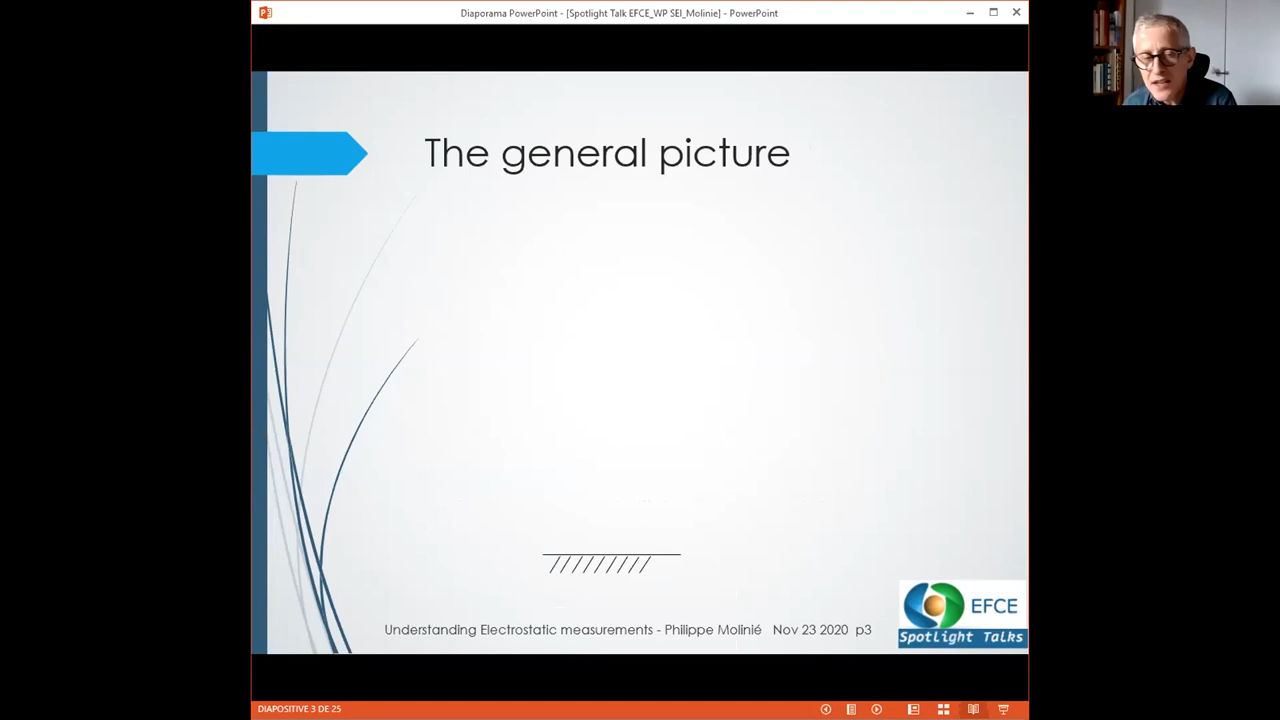 Diaporama PowerPoint - [Spotlight Talk EFCE_WP SEI_Molinie] - PowerPoint
The general picture
EFCE
Spotlight Talks
Understanding Electrostatic measurements - Philippe Molinié Nov 23 2020 p3
DIAPOSITIVE 3 DE 25